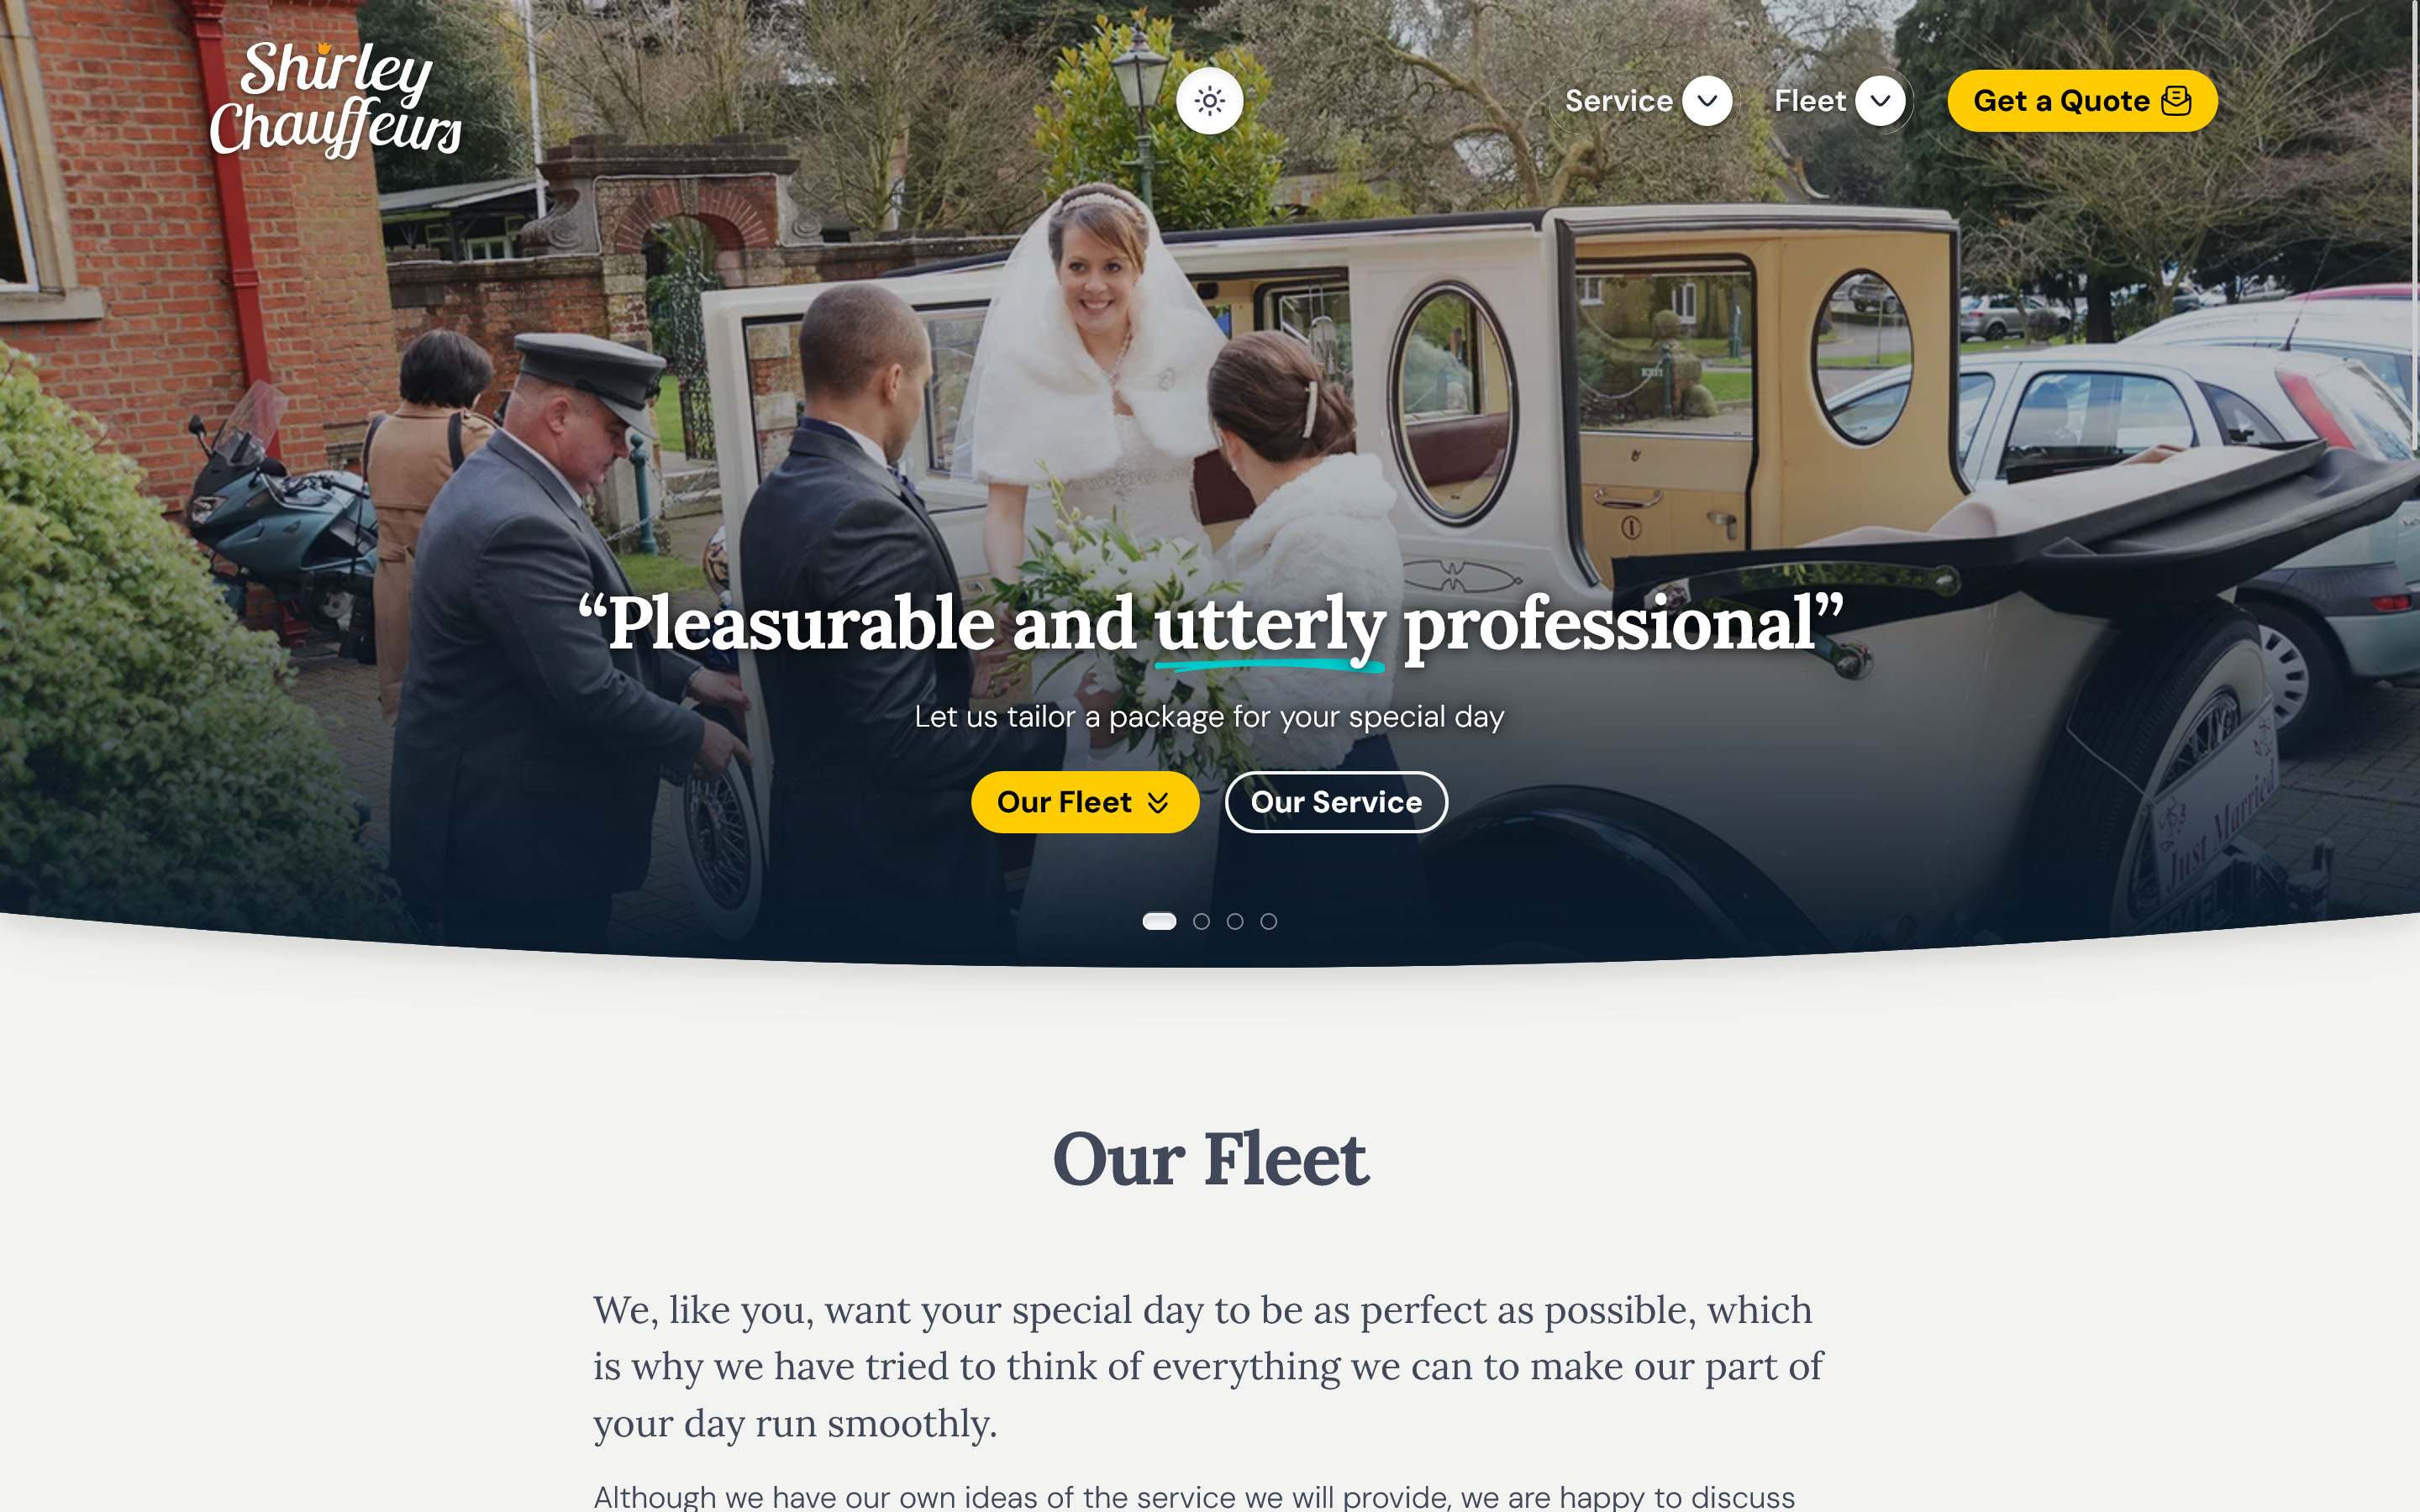 Shirley
Chauffeurs
Service
Fleet
Get a Quote
“Pleasurable and utterly professional”
Let us tailor a package for your special day
Our Fleet
Our Service
Just Married
Our Fleet
We, like you, want your special day to be as perfect as possible, which
is why we have tried to think of everything we can to make our part of
your day run smoothly.
Although we have our own ideas of the service we will provide, we are happy to discuss